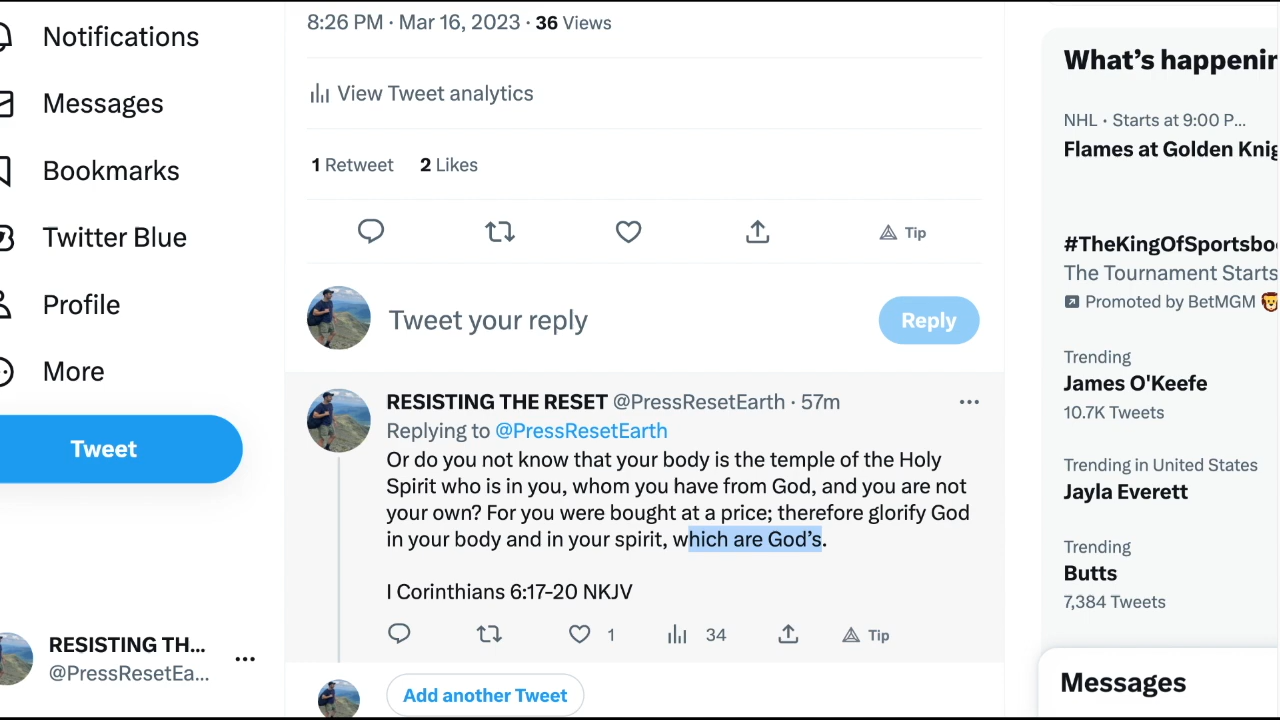 Notifications
Messages
Bookmarks
Twitter Blue
Profile
More
Tweet
RESISTING TH...
@PressResetEa...
8:26 PM · Mar 16, 2023 · 36 Views
View Tweet analytics
1 Retweet 2 Likes
Tip
Tweet your reply
Reply
RESISTING THE RESET @PressResetEarth · 57m
Replying to @PressResetEarth
Or do you not know that your body is the temple of the Holy
Spirit who is in you, whom you have from God, and you are not
your own? For you were bought at a price; therefore glorify God
in your body and in your spirit, which are God’s.
I Corinthians 6:17-20 NKJV
1 34 Tip
Add another Tweet
What’s happenin
NHL · Starts at 9:00 P...
Flames at Golden Knig
#TheKingOfSportsbo
The Tournament Starts
Promoted by BetMGM
Trending
James O'Keefe
10.7K Tweets
Trending in United States
Jayla Everett
Trending
Butts
7,384 Tweets
Messages